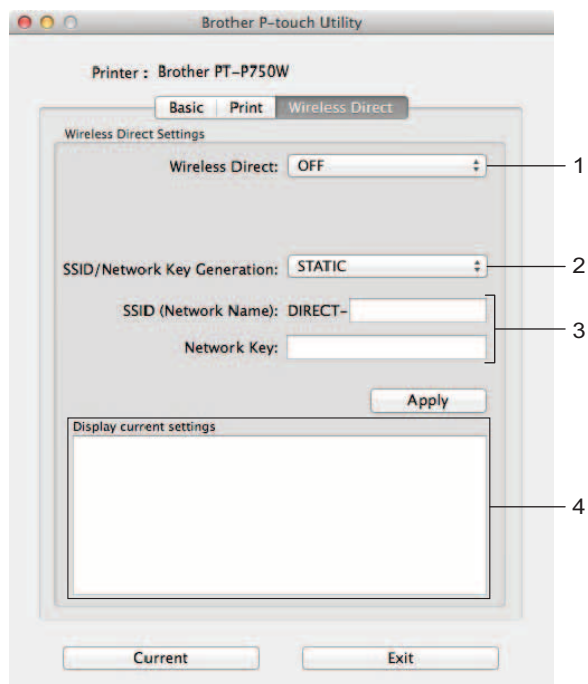 Brother P-touch Utility
Printer : Brother PT-P750W
Basic Print Wireless Direct
Wireless Direct Settings
Wireless Direct: OFF 1
SSID/Network Key Generation: STATIC 2
SSID (Network Name): DIRECT-
3
Network Key:
Apply
Display current settings
4
Current Exit